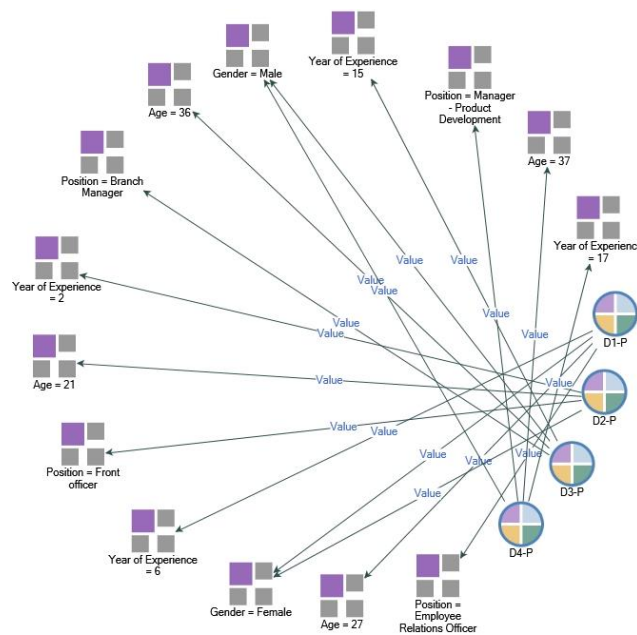 Gender = Male
Year of Experience
= 15
Position = Manager
- Product
Development
Age = 36
Age = 37
Position = Branch
Manager
Year of Experience
= 17
Year of Experience
= 2
Value
Value
Value
Value
Value
Value
Value
Value
D1-P
Age = 21
Value
Value
D2-P
Position = Front
officer
Value
Value
Value
Value
Value
D3-P
Value
Value
D4-P
Year of Experience
= 6
Gender = Female
Age = 27
Position =
Employee
Relations Officer